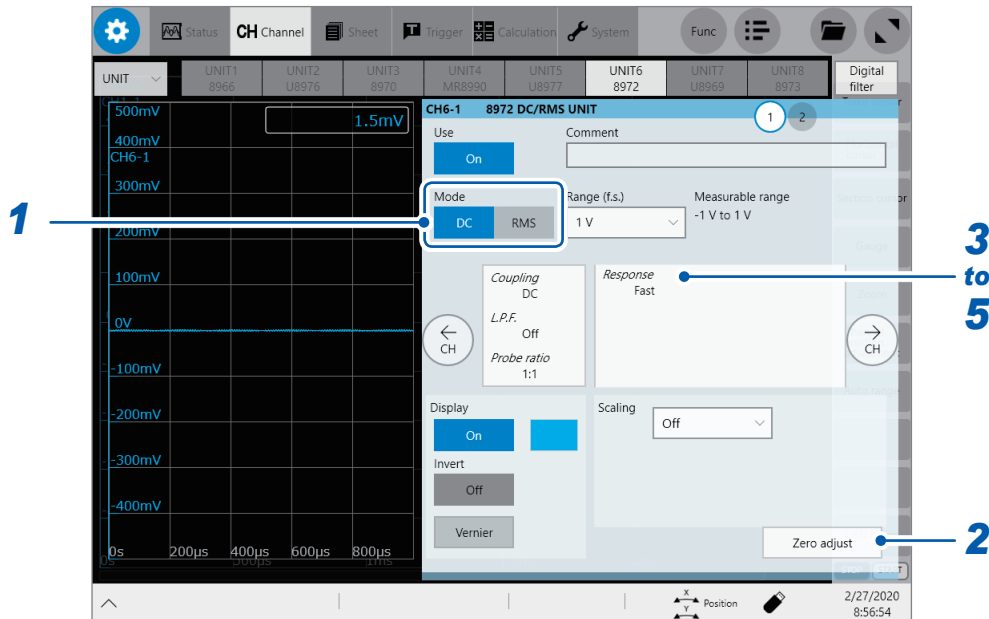 Status
CH Channel
Sheet
Trigger
Calculation
System
Func
UNIT
UNIT1
8966
UNIT2
U8976
UNIT3
8970
UNIT4
MR8990
UNIT5
U8977
UNIT6
8972
UNIT7
U8969
UNIT8
8973
Digital
filter
500mV
1.5mV
400mV
CH6-1
300mV
200mV
100mV
0V
-100mV
-200mV
-300mV
-400mV
0s
200μs
400μs
600μs
800μs
CH6-1 8972 DC/RMS UNIT
1
2
Use
On
Comment
Mode
DC
RMS
Range (f.s.)
1 V
Measurable range
-1 V to 1 V
Coupling
DC
L.P.F.
Off
Probe ratio
1:1
Response
Fast
CH
CH
Display
On
Invert
Off
Vernier
Scaling
Off
Zero adjust
X
Y
Position
2/27/2020
8:56:54
1
3
to
5
2